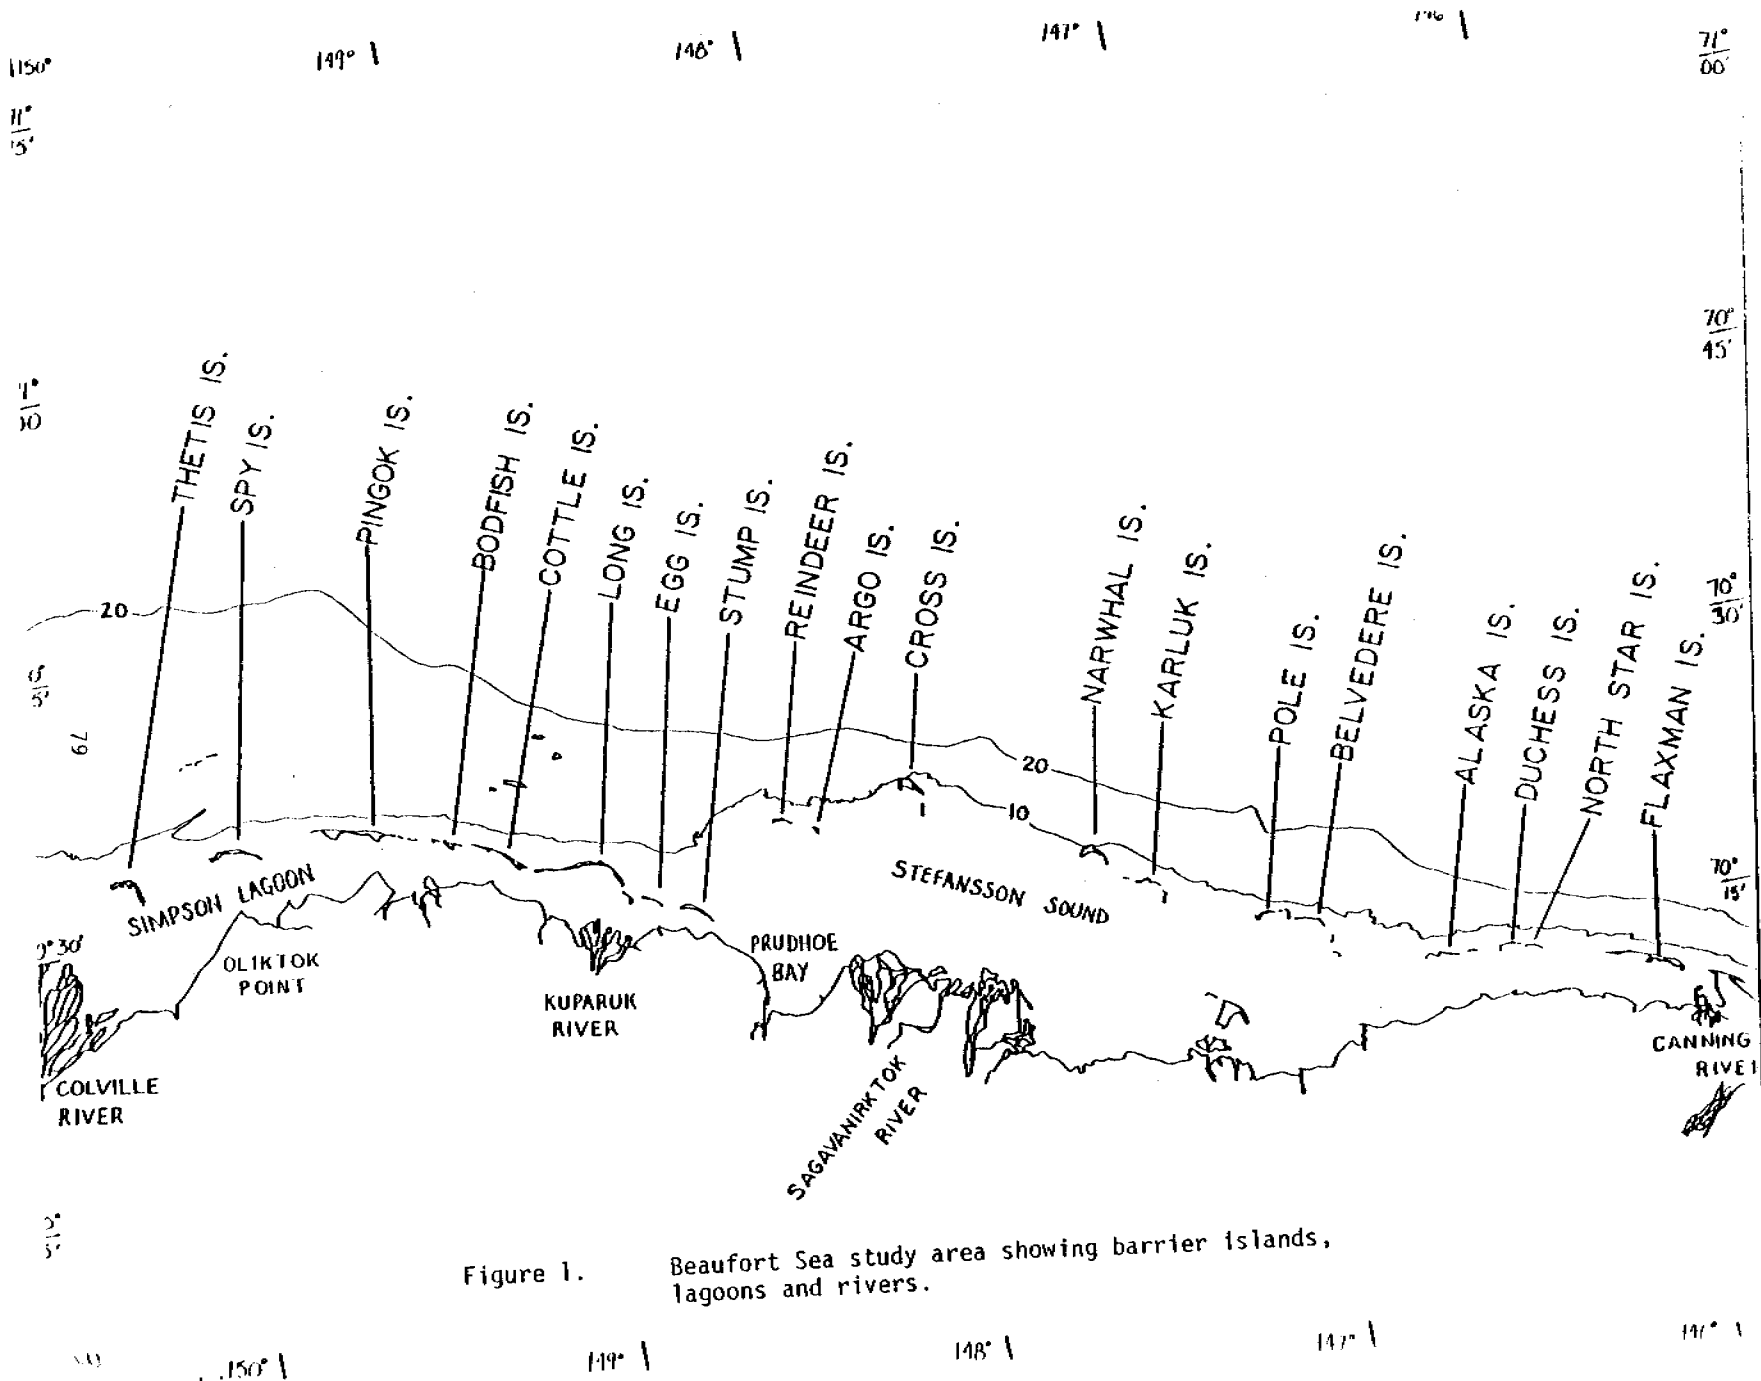 150°
149°
148°
147°
71°
00'
70°
45'
THETIS IS.
SPY IS.
PINGOK IS.
BODFISH IS.
COTTLE IS.
LONG IS.
EGG IS.
STUMP IS.
REINDEER IS.
ARGO IS.
CROSS IS.
NARWHAL IS.
KARLUK IS.
POLE IS.
BELVEDERE IS.
ALASKA IS.
DUCHESS IS.
NORTH STAR IS.
FLAXMAN IS.
70°
30'
20
79
20
10
70°
15'
SIMPSON LAGOON
STEFANSSON SOUND
OLIKTOK
POINT
PRUDHOE
BAY
KUPARUK
RIVER
COLVILLE
RIVER
SAGAVANIRKTOK
RIVER
CANNING
Figure 1. Beaufort Sea study area showing barrier islands,
lagoons and rivers.
150°
149°
148°
147°